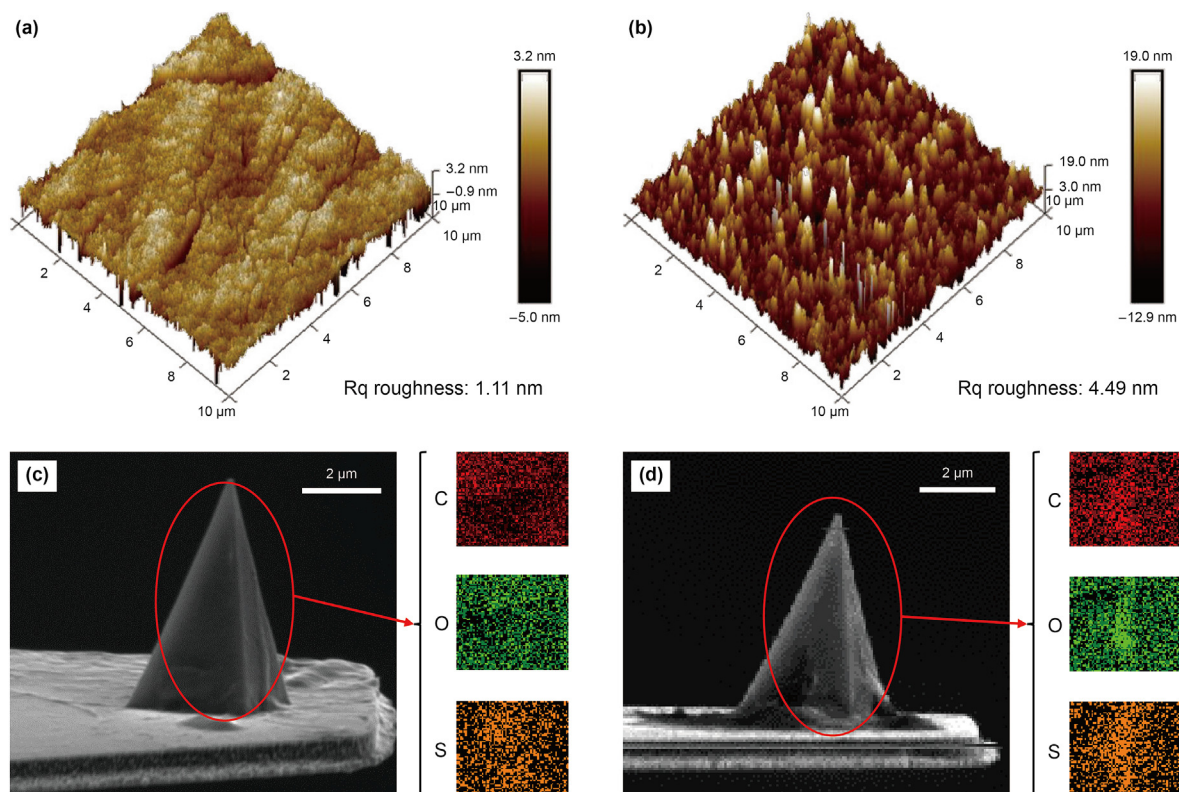 (a)
3.2 nm
3.2 nm
–0.9 nm
10 µm
10 µm
–5.0 nm
2
4
6
8
10 µm
2
4
6
8
Rq roughness: 1.11 nm
(b)
19.0 nm
19.0 nm
3.0 nm
10 µm
10 µm
–12.9 nm
2
4
6
8
10 µm
2
4
6
8
Rq roughness: 4.49 nm
(c)
2 µm
C
O
S
(d)
2 µm
C
O
S